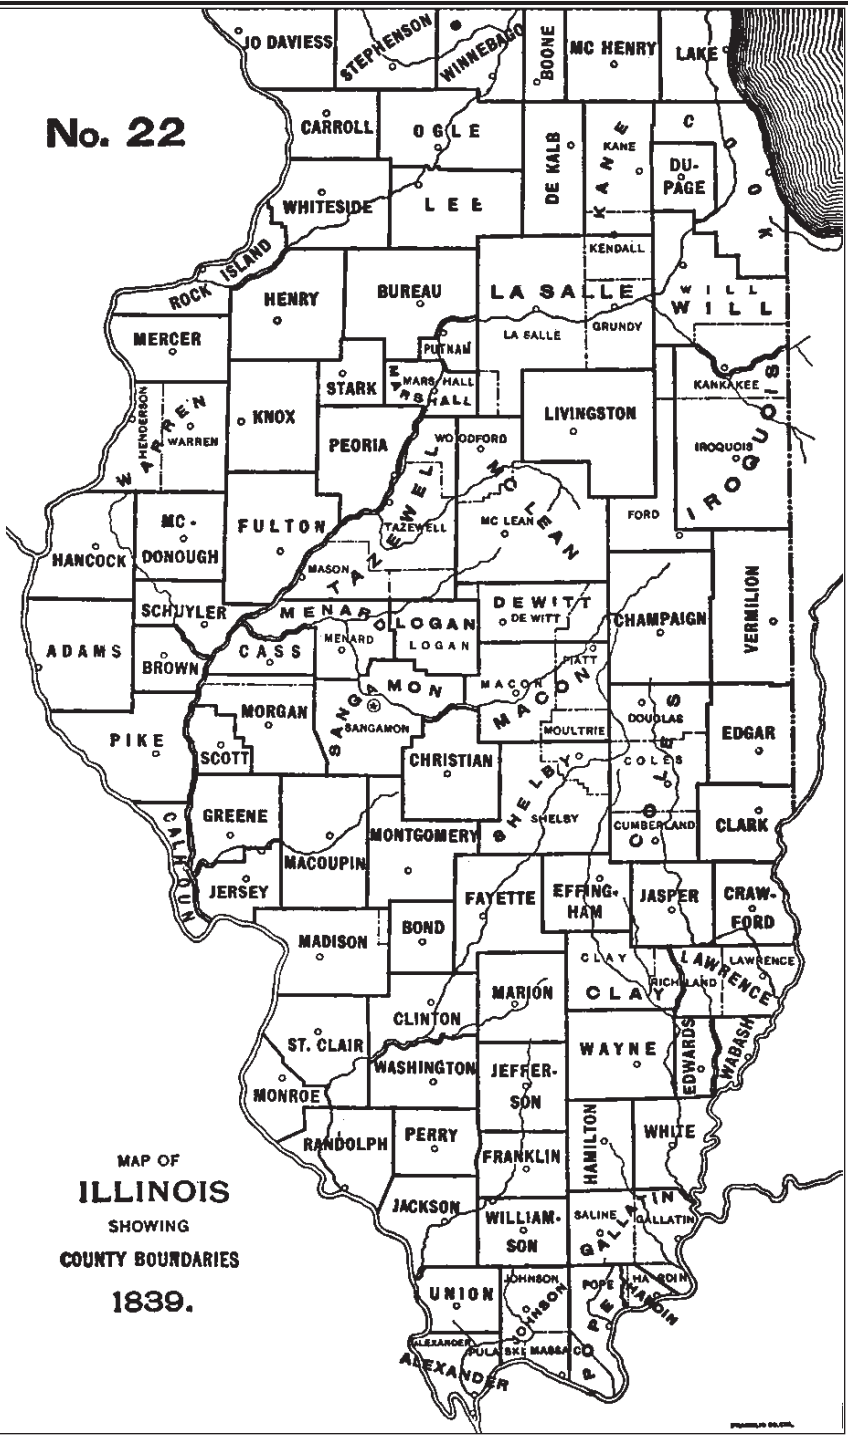 JO DAVIESS
STEPHENSON
WINNEBAGO
BOONE
MC HENRY
LAKE
No. 22
CARROLL
OGLE
DE KALB
KANE
KANE
COOK
DU-
PAGE
WHITESIDE
LEE
KENDALL
ROCK ISLAND
HENRY
BUREAU
LA SALLE
LA SALLE
GRUNDY
WILL
WILL
MERCER
PUTNAM
STARK
MARSHALL
MARSHALL
KANKAKEE
HENDERSON
WARREN
WARREN
KNOX
PEORIA
WOODFORD
LIVINGSTON
IROQUOIS
IROQUOIS
HANCOCK
MC-
DONOUGH
FULTON
TAZEWELL
TAZEWELL
MC LEAN
MC LEAN
FORD
MASON
SCHUYLER
MENARD
MENARD
LOGAN
LOGAN
DEWITT
DE WITT
CHAMPAIGN
VERMILION
ADAMS
BROWN
CASS
PIATT
MACON
MACON
SANGAMON
SANGAMON
MORGAN
PIKE
SCOTT
CHRISTIAN
MOULTRIE
DOUGLAS
COLES
COLES
EDGAR
SHELBY
SHELBY
CUMBERLAND
CLARK
CALHOUN
GREENE
MACOUPIN
MONTGOMERY
JERSEY
FAYETTE
EFFING-
HAM
JASPER
CRAW-
FORD
MADISON
BOND
CLAY
CLAY
RICHLAND
LAWRENCE
LAWRENCE
MARION
CLINTON
ST. CLAIR
WASHINGTON
JEFFER-
SON
WAYNE
EDWARDS
WABASH
MONROE
RANDOLPH
PERRY
FRANKLIN
HAMILTON
WHITE
JACKSON
WILLIAM-
SON
SALINE
GALLATIN
GALLATIN
UNION
JOHNSON
JOHNSON
POPE
POPE
HARDIN
HARDIN
ALEXANDER
ALEXANDER
PULASKI
MASSAC
MAP OF
ILLINOIS
SHOWING
COUNTY BOUNDARIES
1839.